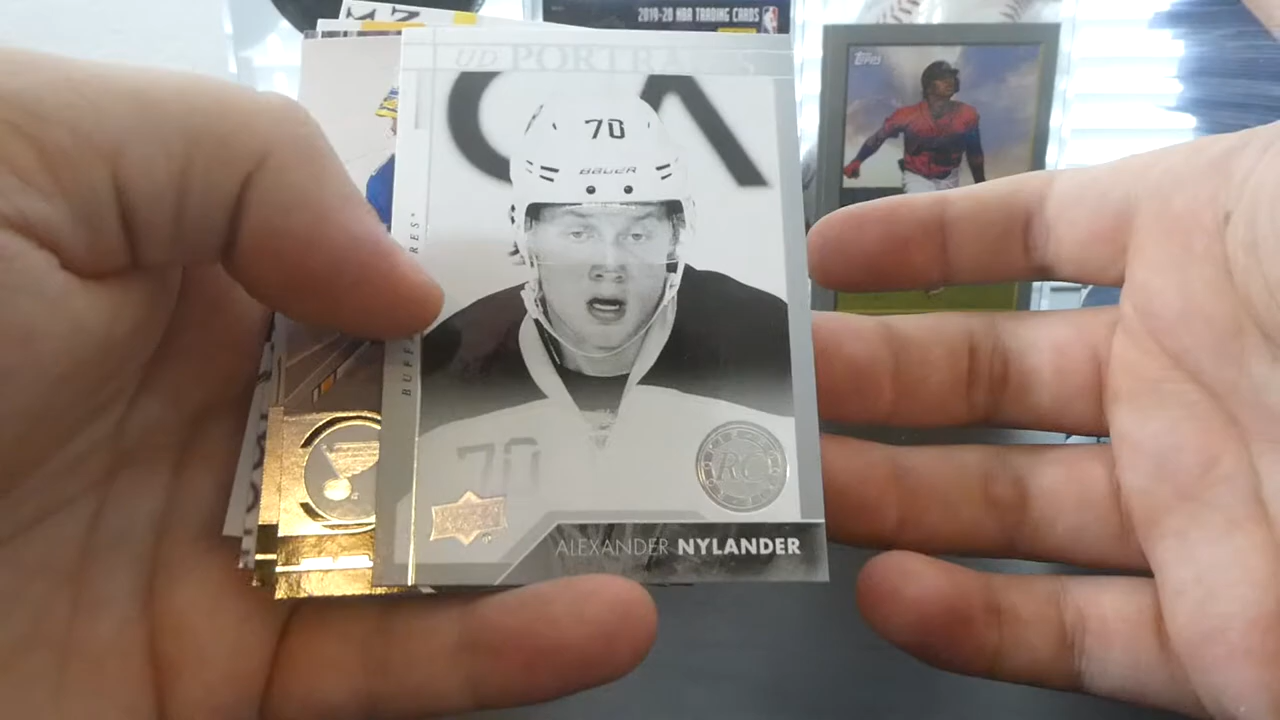 2019-20 NBA TRADING CARDS
Topps
UD PORTRAITS
70
BAUER
70
RC
ALEXANDER NYLANDER